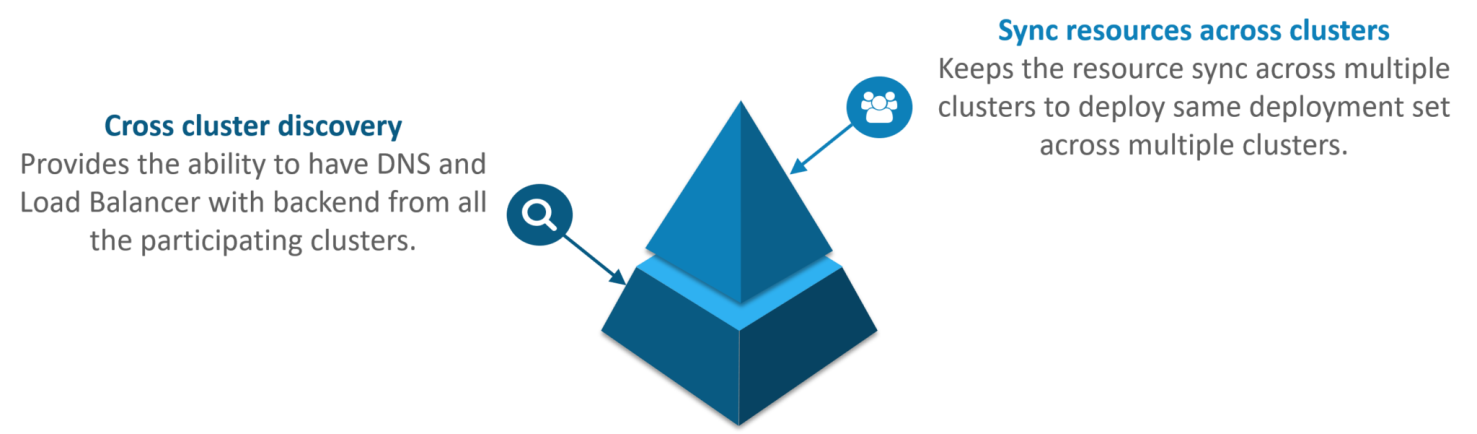 Cross cluster discovery
Provides the ability to have DNS and
Load Balancer with backend from all
the participating clusters.
Sync resources across clusters
Keeps the resource sync across multiple
clusters to deploy same deployment set
across multiple clusters.